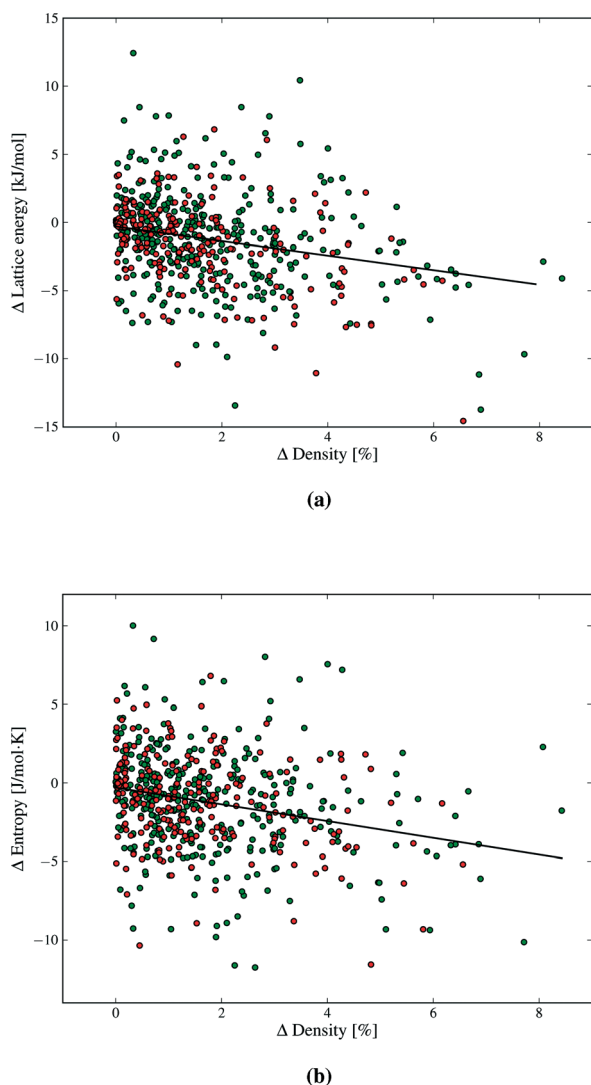 15
10
5
0
−5
−10
−15
Δ Lattice energy [kJ/mol]
0 2 4 6 8
Δ Density [%]
(a)
10
5
0
−5
−10
Δ Entropy [J/mol·K]
0 2 4 6 8
Δ Density [%]
(b)